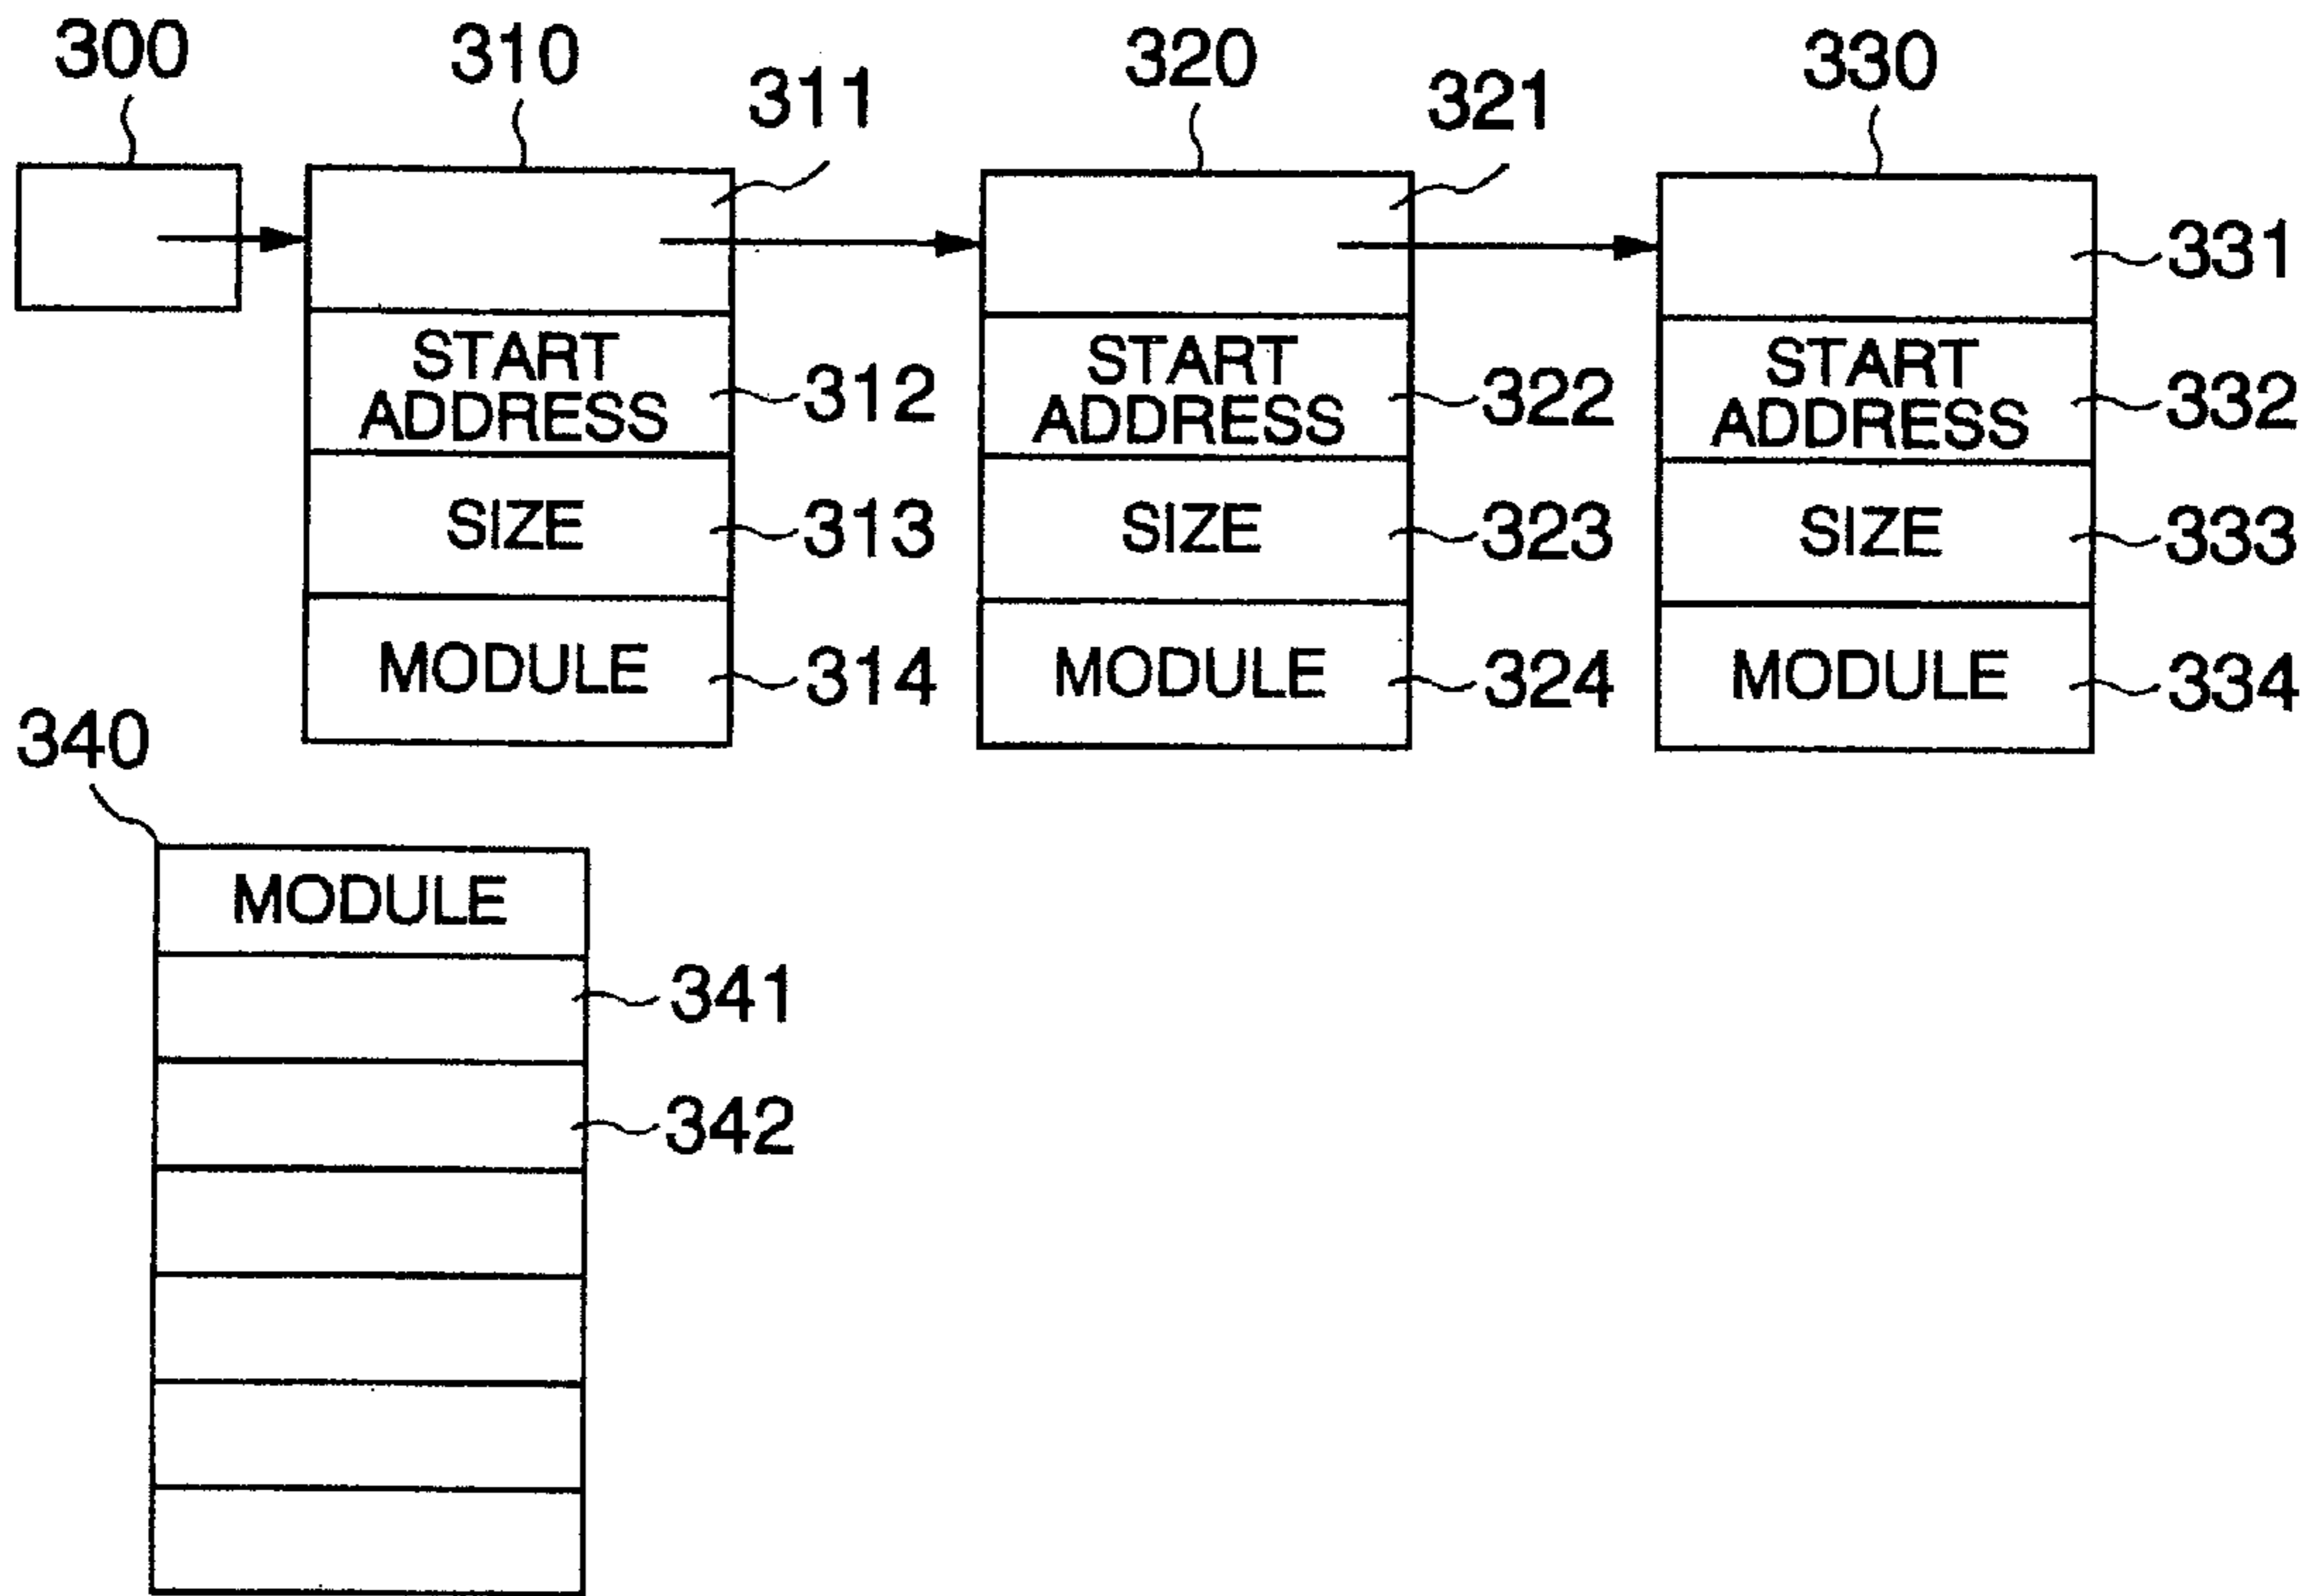 300
310
311
320
321
330
331
START
ADDRESS
312
START
ADDRESS
322
START
ADDRESS
332
SIZE
313
SIZE
323
SIZE
333
MODULE
314
MODULE
324
MODULE
334
340
MODULE
341
342